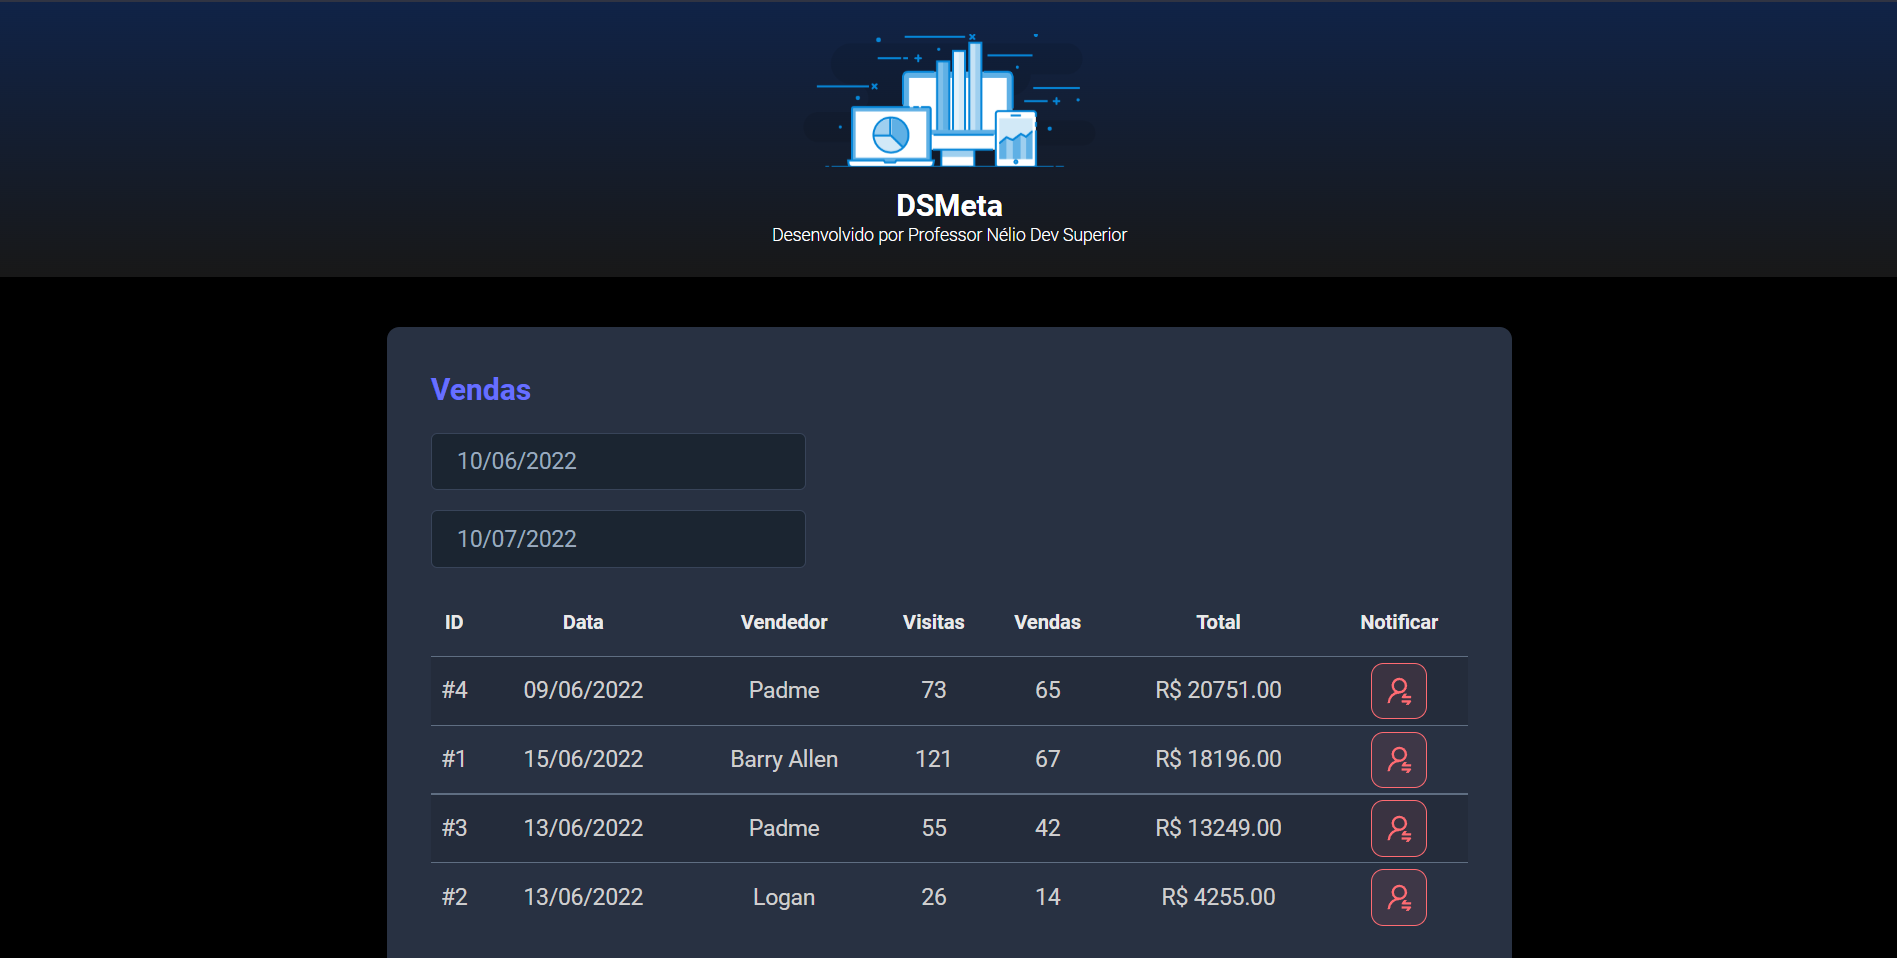 DSMeta
Desenvolvido por Professor Nélio Dev Superior
Vendas
10/06/2022
10/07/2022
ID Data Vendedor Visitas Vendas Total Notificar
#4 09/06/2022 Padme 73 65 R$ 20751.00
#1 15/06/2022 Barry Allen 121 67 R$ 18196.00
#3 13/06/2022 Padme 55 42 R$ 13249.00
#2 13/06/2022 Logan 26 14 R$ 4255.00